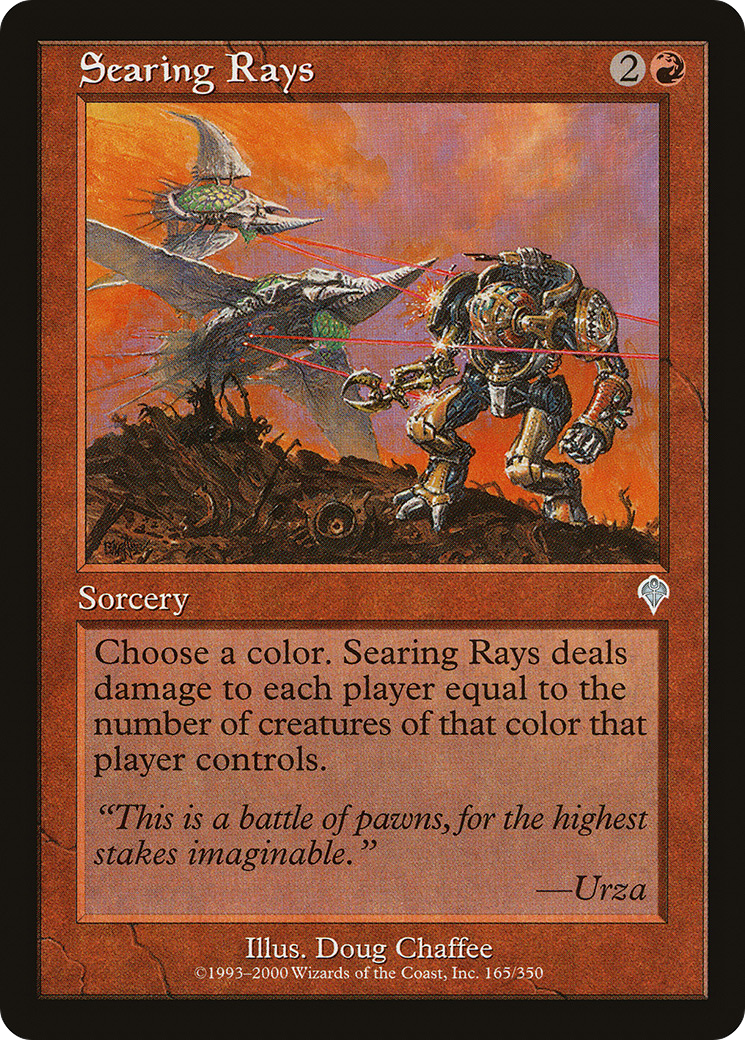 Searing Rays
2
Sorcery
Choose a color. Searing Rays deals
damage to each player equal to the
number of creatures of that color that
player controls.
“This is a battle of pawns, for the highest
stakes imaginable.”
—Urza
Illus. Doug Chaffee
©1993–2000 Wizards of the Coast, Inc. 165/350